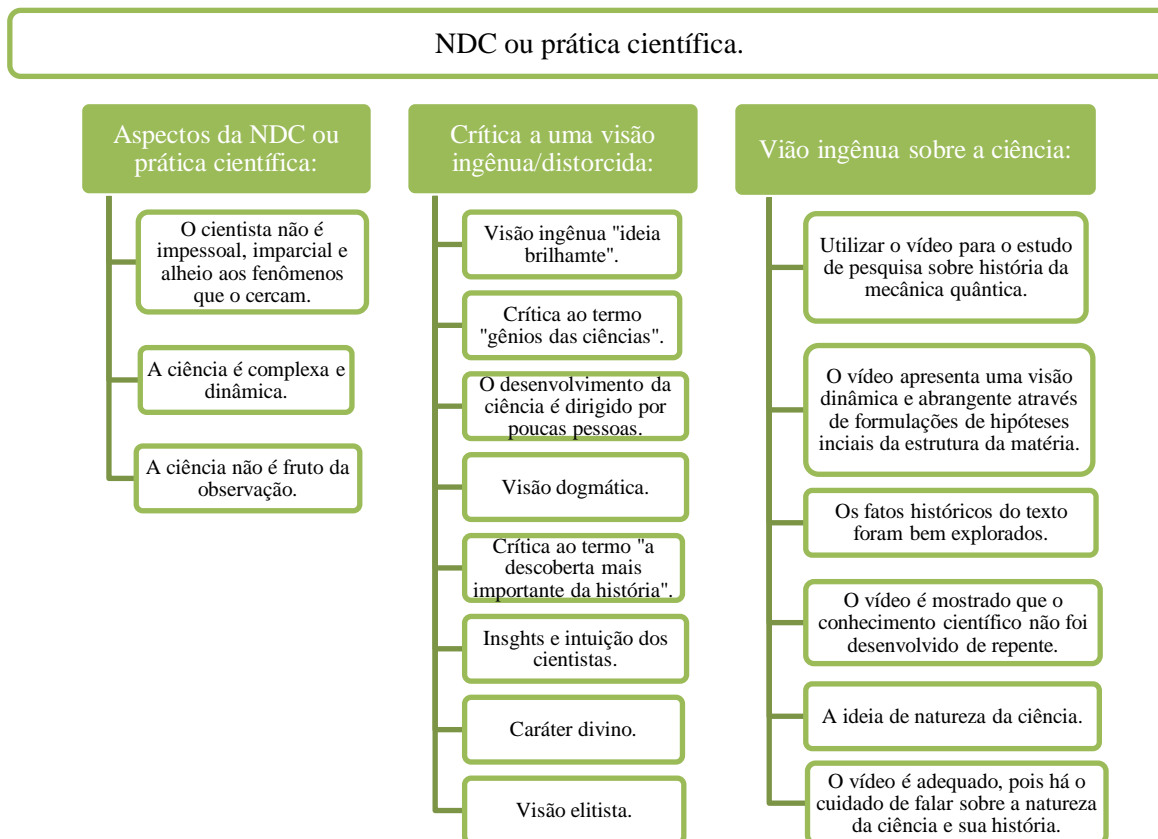 NDC ou prática científica.
Aspectos da NDC ou
prática científica:
O cientista não é
impessoal, imparcial e
alheio aos fenômenos
que o cercam.
A ciência é complexa e
dinâmica.
A ciência não é fruto da
observação.
Crítica a uma visão
ingênua/distorcida:
Visão ingênua "ideia
brilhamte".
Crítica ao termo
"gênios das ciências".
O desenvolvimento da
ciência é dirigido por
poucas pessoas.
Visão dogmática.
Crítica ao termo "a
descoberta mais
importante da história".
Insghts e intuição dos
cientistas.
Caráter divino.
Visão elitista.
Vião ingênua sobre a ciência:
Utilizar o vídeo para o estudo
de pesquisa sobre história da
mecânica quântica.
O vídeo apresenta uma visão
dinâmica e abrangente através
de formulações de hipóteses
inciais da estrutura da matéria.
Os fatos históricos do texto
foram bem explorados.
O vídeo é mostrado que o
conhecimento científico não foi
desenvolvido de repente.
A ideia de natureza da ciência.
O vídeo é adequado, pois há o
cuidado de falar sobre a natureza
da ciência e sua história.